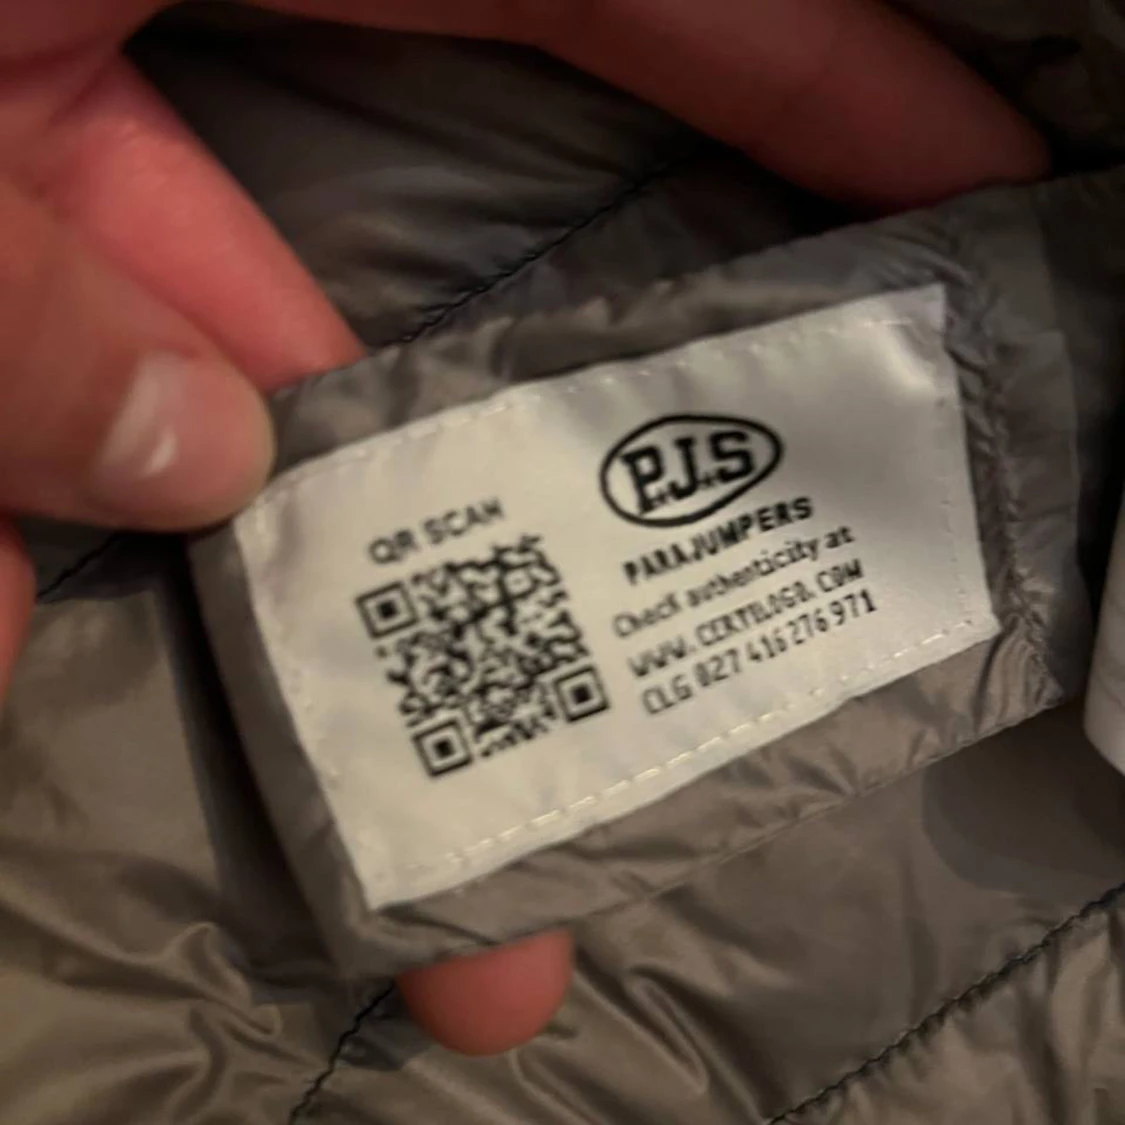 QR SCAN
P.J.S
PARAJUMPERS
Check authenticity at
WWW. CERTILOGO. COM
CLG 027 416 276 971